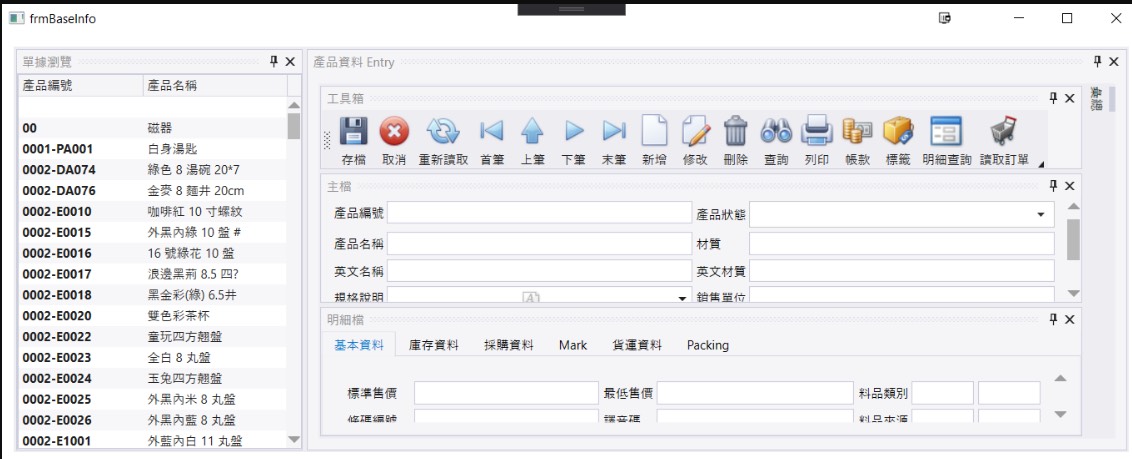 frmBaseInfo
單據瀏覽
產品編號 產品名稱
00 磁器
0001-PA001 白身湯匙
0002-DA074 綠色 8 湯碗 20*7
0002-DA076 金麥 8 麵井 20cm
0002-E0010 咖啡紅 10 寸螺紋
0002-E0015 外黑內綠 10 盤 #
0002-E0016 16 號綠花 10 盤
0002-E0017 浪邊黑荊 8.5 四?
0002-E0018 黑金彩(綠) 6.5井
0002-E0020 雙色彩茶杯
0002-E0022 童玩四方翹盤
0002-E0023 全白 8 丸盤
0002-E0024 玉兔四方翹盤
0002-E0025 外黑內米 8 丸盤
0002-E0026 外黑內藍 8 丸盤
0002-E1001 外藍內白 11 丸盤
產品資料 Entry
工具箱
存檔 取消 重新讀取 首筆 上筆 下筆 末筆 新增 修改 刪除 查詢 列印 帳款 標籤 明細查詢 讀取訂單
主檔
產品編號 產品狀態
產品名稱 材質
英文名稱 英文材質
規格說明 銷售單位
明細檔
基本資料 庫存資料 採購資料 Mark 貨運資料 Packing
標準售價 最低售價 料品類別
條碼編號 譯音碼 料品來源